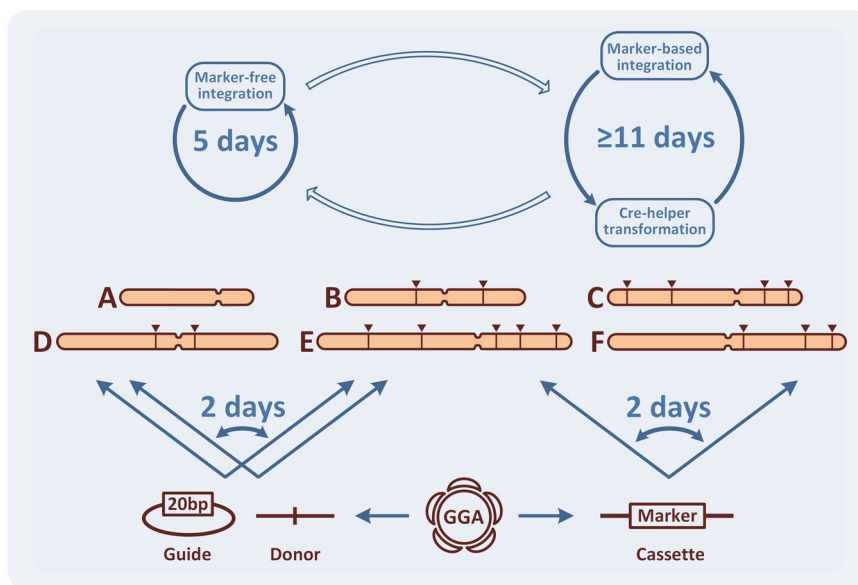 Marker-free
integration
5 days
Marker-based
integration
≥11 days
Cre-helper
transformation
A
B
C
D
E
F
2 days
2 days
20bp
GGA
Marker
Guide
Donor
Cassette